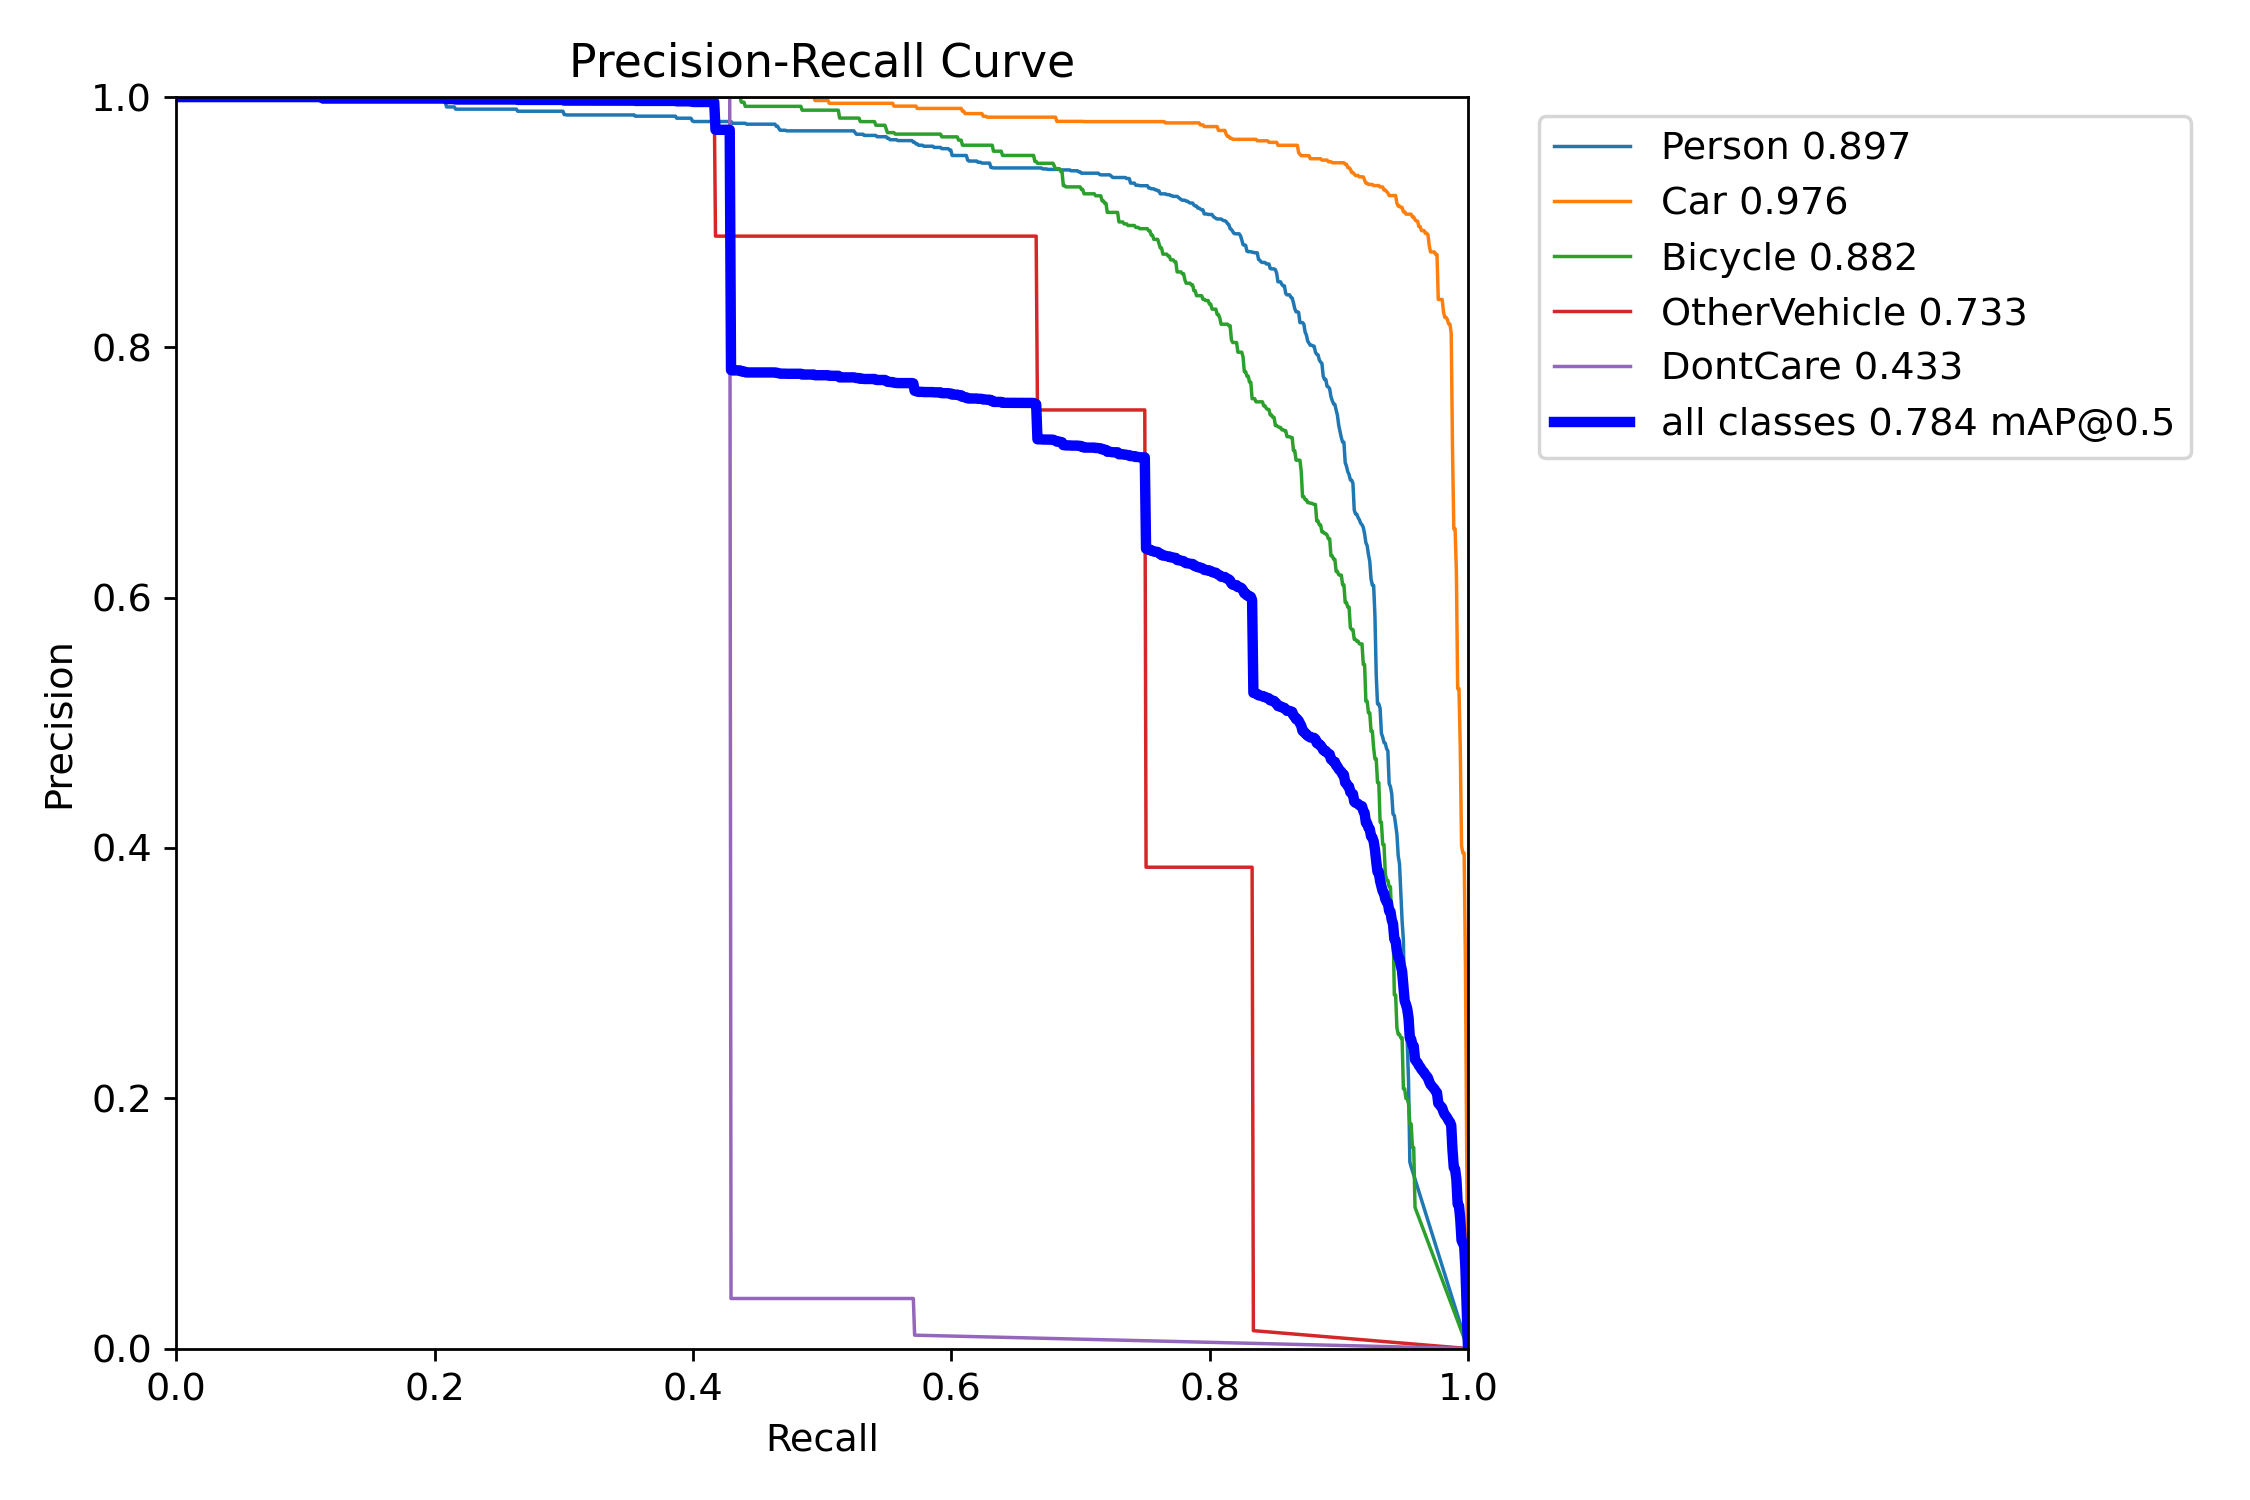 Precision-Recall Curve
1.0
0.8
0.6
0.4
0.2
0.0
Precision
0.0 0.2 0.4 0.6 0.8 1.0
Recall
Person 0.897
Car 0.976
Bicycle 0.882
OtherVehicle 0.733
DontCare 0.433
all classes 0.784 mAP@0.5